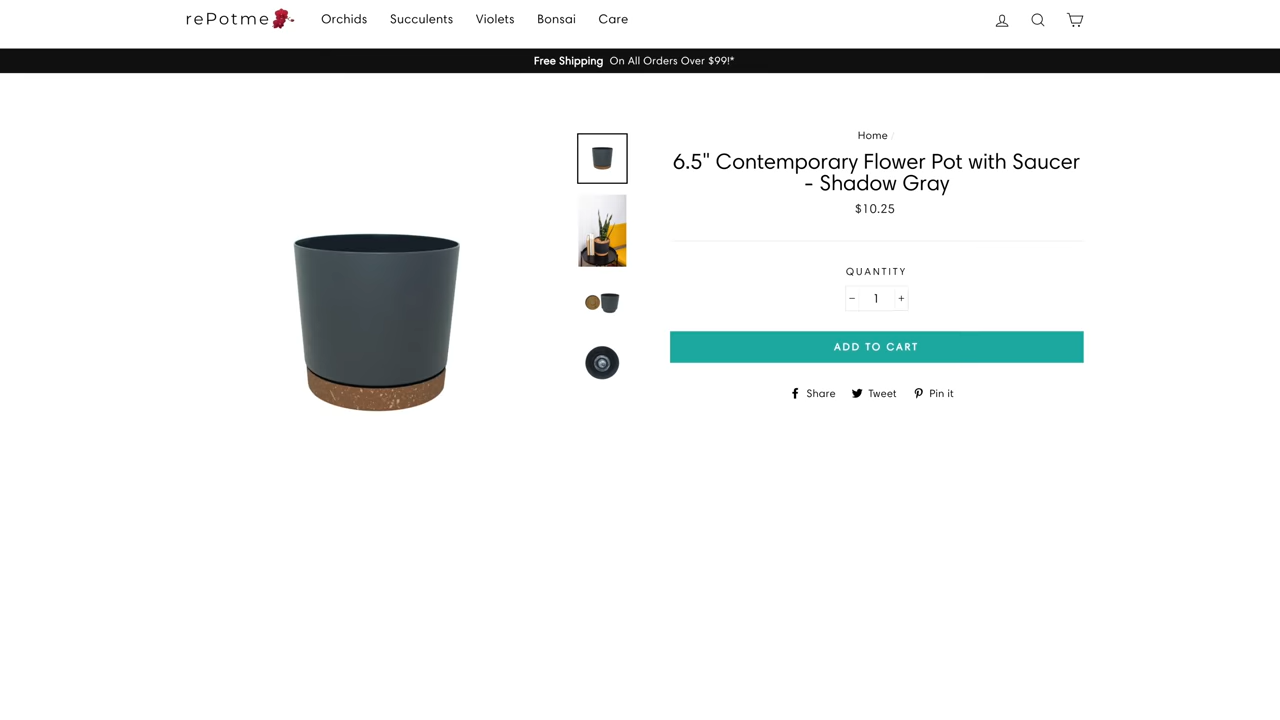 rePotme Orchids Succulents Violets Bonsai Care
Free Shipping On All Orders Over $99!*
Home /
6.5" Contemporary Flower Pot with Saucer
- Shadow Gray
$10.25
QUANTITY
− 1 +
ADD TO CART
Share Tweet Pin it